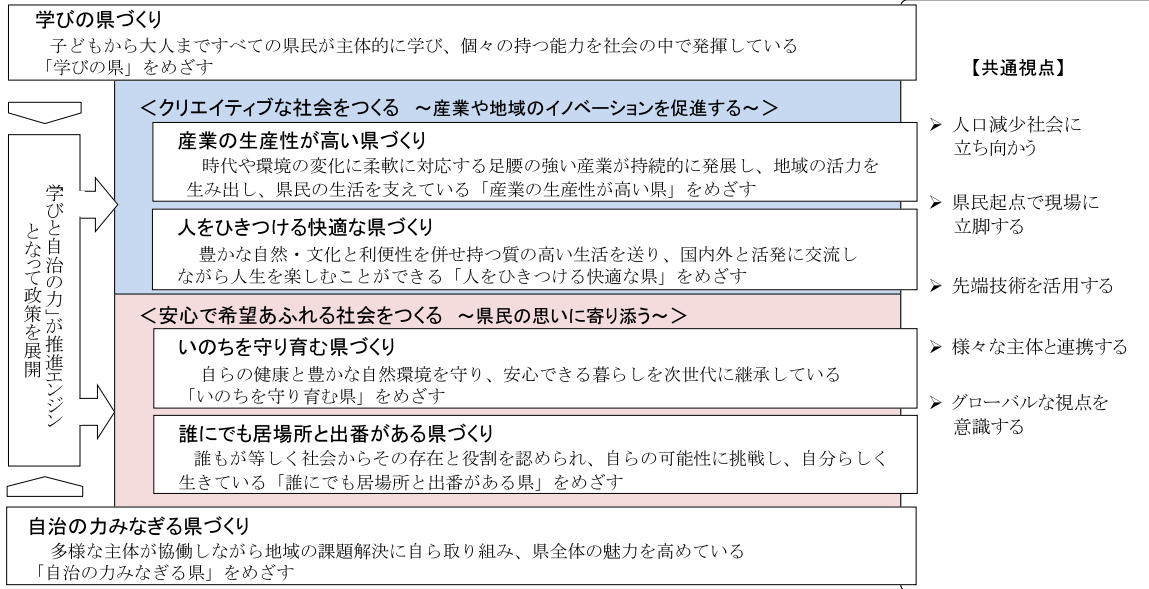 学びの県づくり
子どもから大人まですべての県民が主体的に学び、個々の持つ能力を社会の中で発揮している
「学びの県」をめざす
＜クリエイティブな社会をつくる　～産業や地域のイノベーションを促進する～＞
産業の生産性が高い県づくり
時代や環境の変化に柔軟に対応する足腰の強い産業が持続的に発展し、地域の活力を
生み出し、県民の生活を支えている「産業の生産性が高い県」をめざす
人をひきつける快適な県づくり
豊かな自然・文化と利便性を併せ持つ質の高い生活を送り、国内外と活発に交流し
ながら人生を楽しむことができる「人をひきつける快適な県」をめざす
学びと自治の力」が推進エンジン
となって政策を展開
＜安心で希望あふれる社会をつくる　～県民の思いに寄り添う～＞
いのちを守り育む県づくり
自らの健康と豊かな自然環境を守り、安心できる暮らしを次世代に継承している
「いのちを守り育む県」をめざす
誰にでも居場所と出番がある県づくり
誰もが等しく社会からその存在と役割を認められ、自らの可能性に挑戦し、自分らしく
生きている「誰にでも居場所と出番がある県」をめざす
自治の力みなぎる県づくり
多様な主体が協働しながら地域の課題解決に自ら取り組み、県全体の魅力を高めている
「自治の力みなぎる県」をめざす
【共通視点】
➢ 人口減少社会に
立ち向かう
➢ 県民起点で現場に
立脚する
➢ 先端技術を活用する
➢ 様々な主体と連携する
➢ グローバルな視点を
意識する